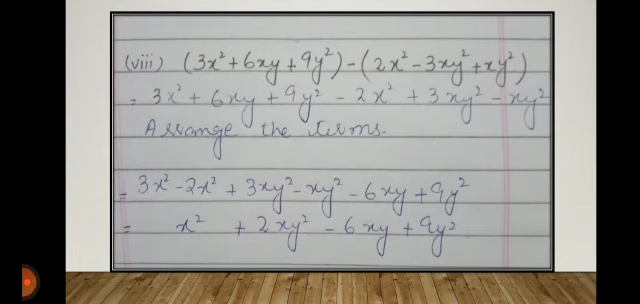 (viii) (3x² + 6xy + 9y²) - (2x² - 3xy² + xy²)
= 3x² + 6xy + 9y² - 2x² + 3xy² - xy²
Arrange the terms.
= 3x² - 2x² + 3xy² - xy² - 6xy + 9y²
= x² + 2xy² - 6xy + 9y²